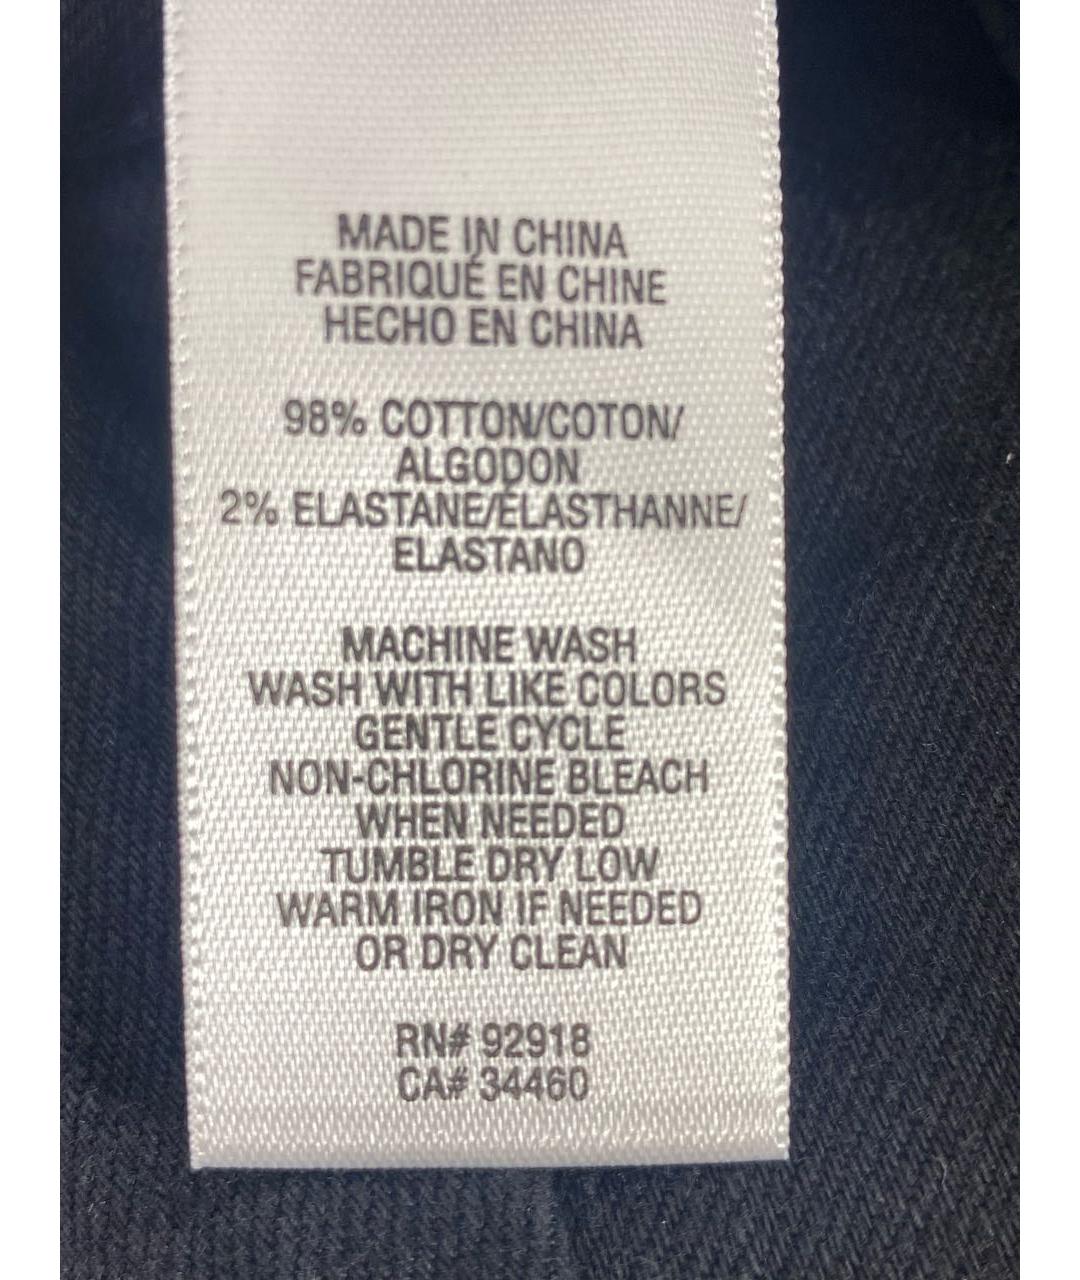 MADE IN CHINA
FABRIQUÉ EN CHINE
HECHO EN CHINA
98% COTTON/COTON/
ALGODON
2% ELASTANE/ÉLASTHANNE/
ELASTANO
MACHINE WASH
WASH WITH LIKE COLORS
GENTLE CYCLE
NON-CHLORINE BLEACH
WHEN NEEDED
TUMBLE DRY LOW
WARM IRON IF NEEDED
OR DRY CLEAN
RN# 92918
CA# 34460